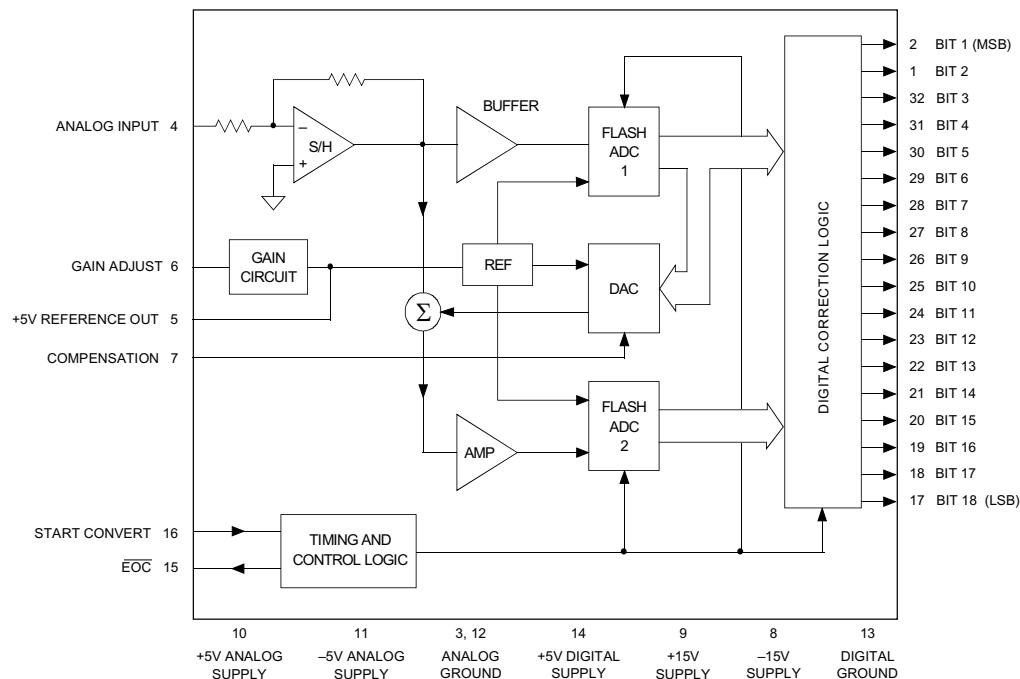 2 BIT 1 (MSB)
1 BIT 2
32 BIT 3
31 BIT 4
30 BIT 5
29 BIT 6
28 BIT 7
27 BIT 8
26 BIT 9
25 BIT 10
24 BIT 11
23 BIT 12
22 BIT 13
21 BIT 14
20 BIT 15
19 BIT 16
18 BIT 17
17 BIT 18 (LSB)
ANALOG INPUT 4
–
S/H
+
BUFFER
FLASH
ADC
1
GAIN ADJUST 6
GAIN
CIRCUIT
REF
DAC
+5V REFERENCE OUT 5
Σ
COMPENSATION 7
FLASH
ADC
2
AMP
DIGITAL CORRECTION LOGIC
START CONVERT 16
EOC 15
TIMING AND
CONTROL LOGIC
10
+5V ANALOG
SUPPLY
11
–5V ANALOG
SUPPLY
3, 12
ANALOG
GROUND
14
+5V DIGITAL
SUPPLY
9
+15V
SUPPLY
8
–15V
SUPPLY
13
DIGITAL
GROUND